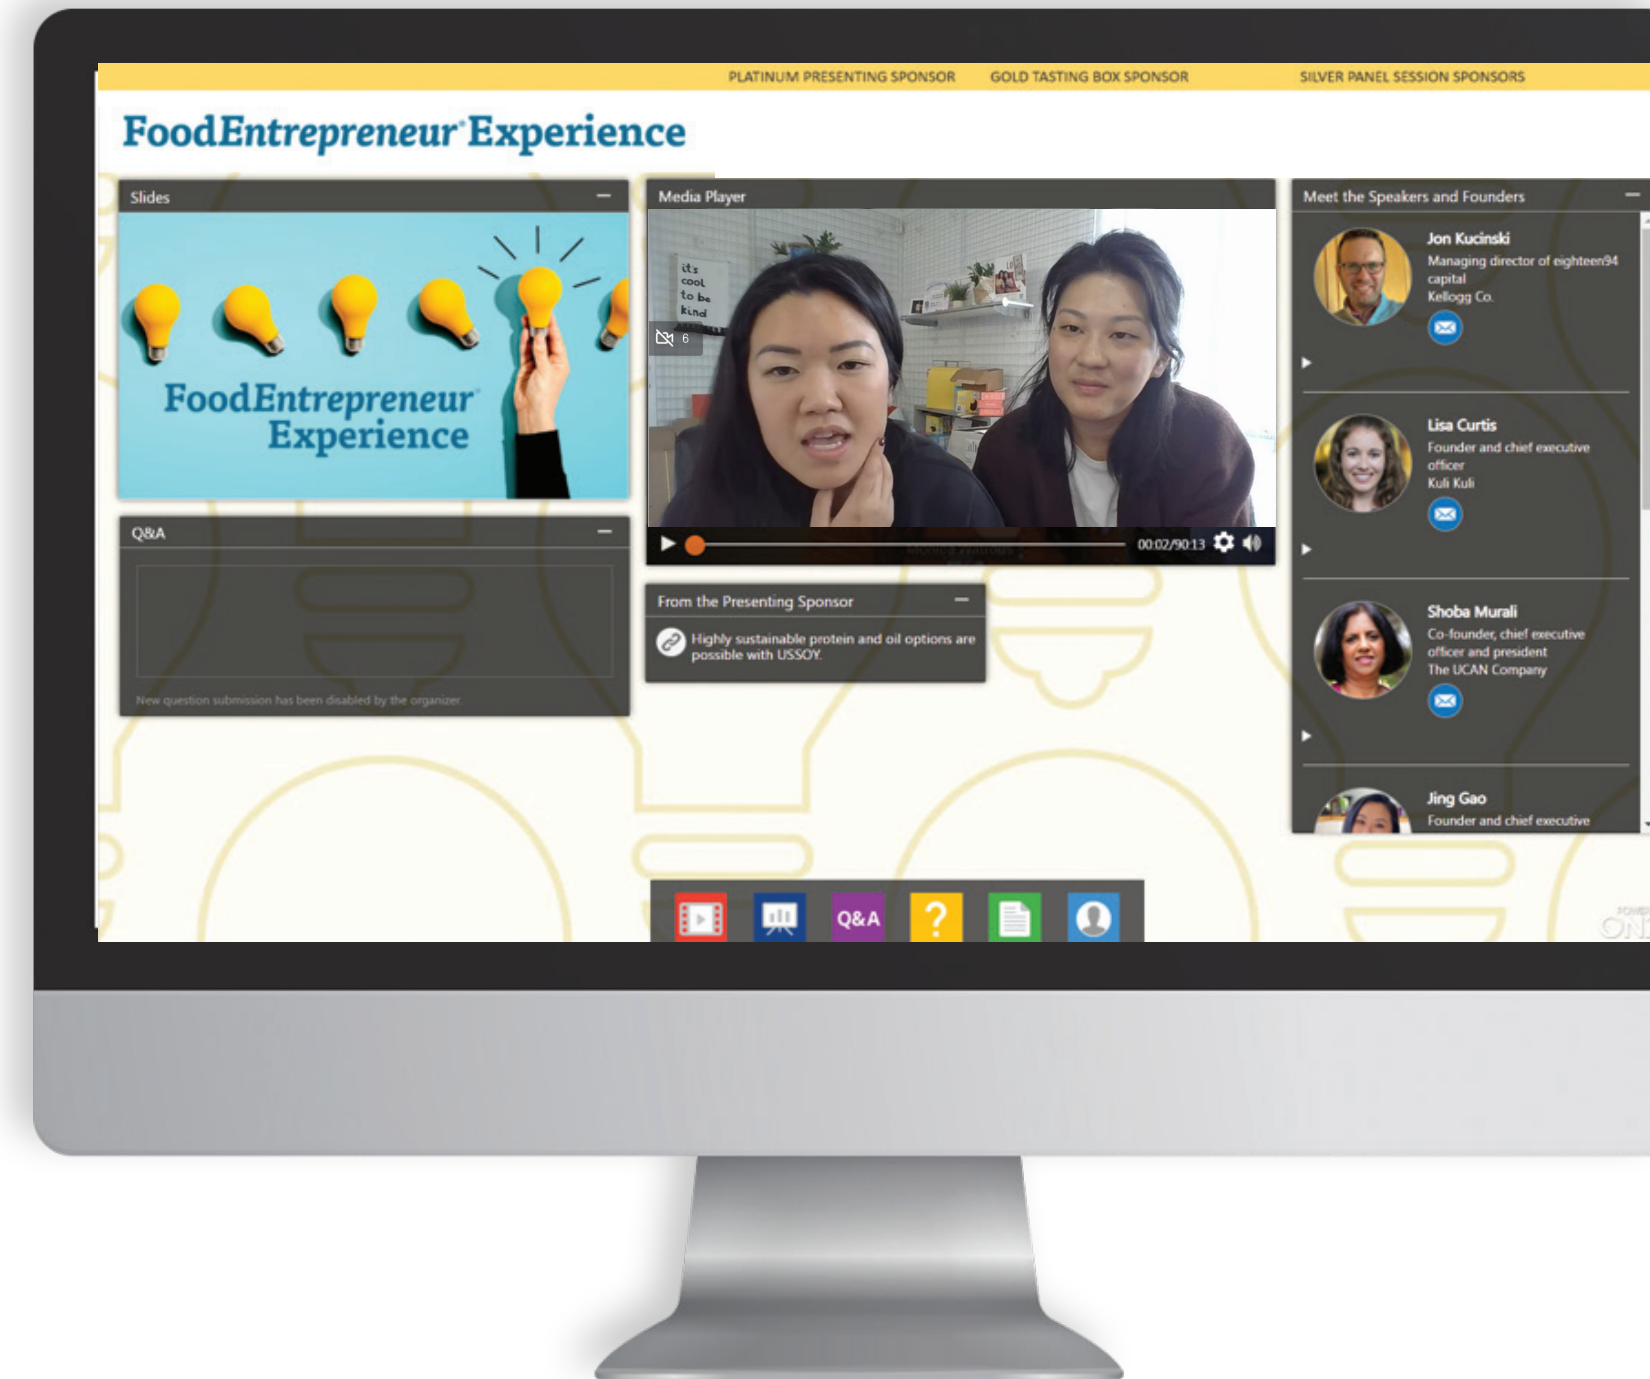 PLATINUM PRESENTING SPONSOR
GOLD TASTING BOX SPONSOR
SILVER PANEL SESSION SPONSORS
FoodEntrepreneur® Experience
Slides
FoodEntrepreneur®
Experience
Q&A
New question submission has been disabled by the organizer.
Media Player
it's
cool
to be
kind
6
00:02/90:13
From the Presenting Sponsor
Highly sustainable protein and oil options are
possible with USSOY.
Meet the Speakers and Founders
Jon Kucinski
Managing director of eighteen94
capital
Kellogg Co.
Lisa Curtis
Founder and chief executive
officer
Kuli Kuli
Shoba Murali
Co-founder, chief executive
officer and president
The UCAN Company
Jing Gao
Founder and chief executive
Q&A
?